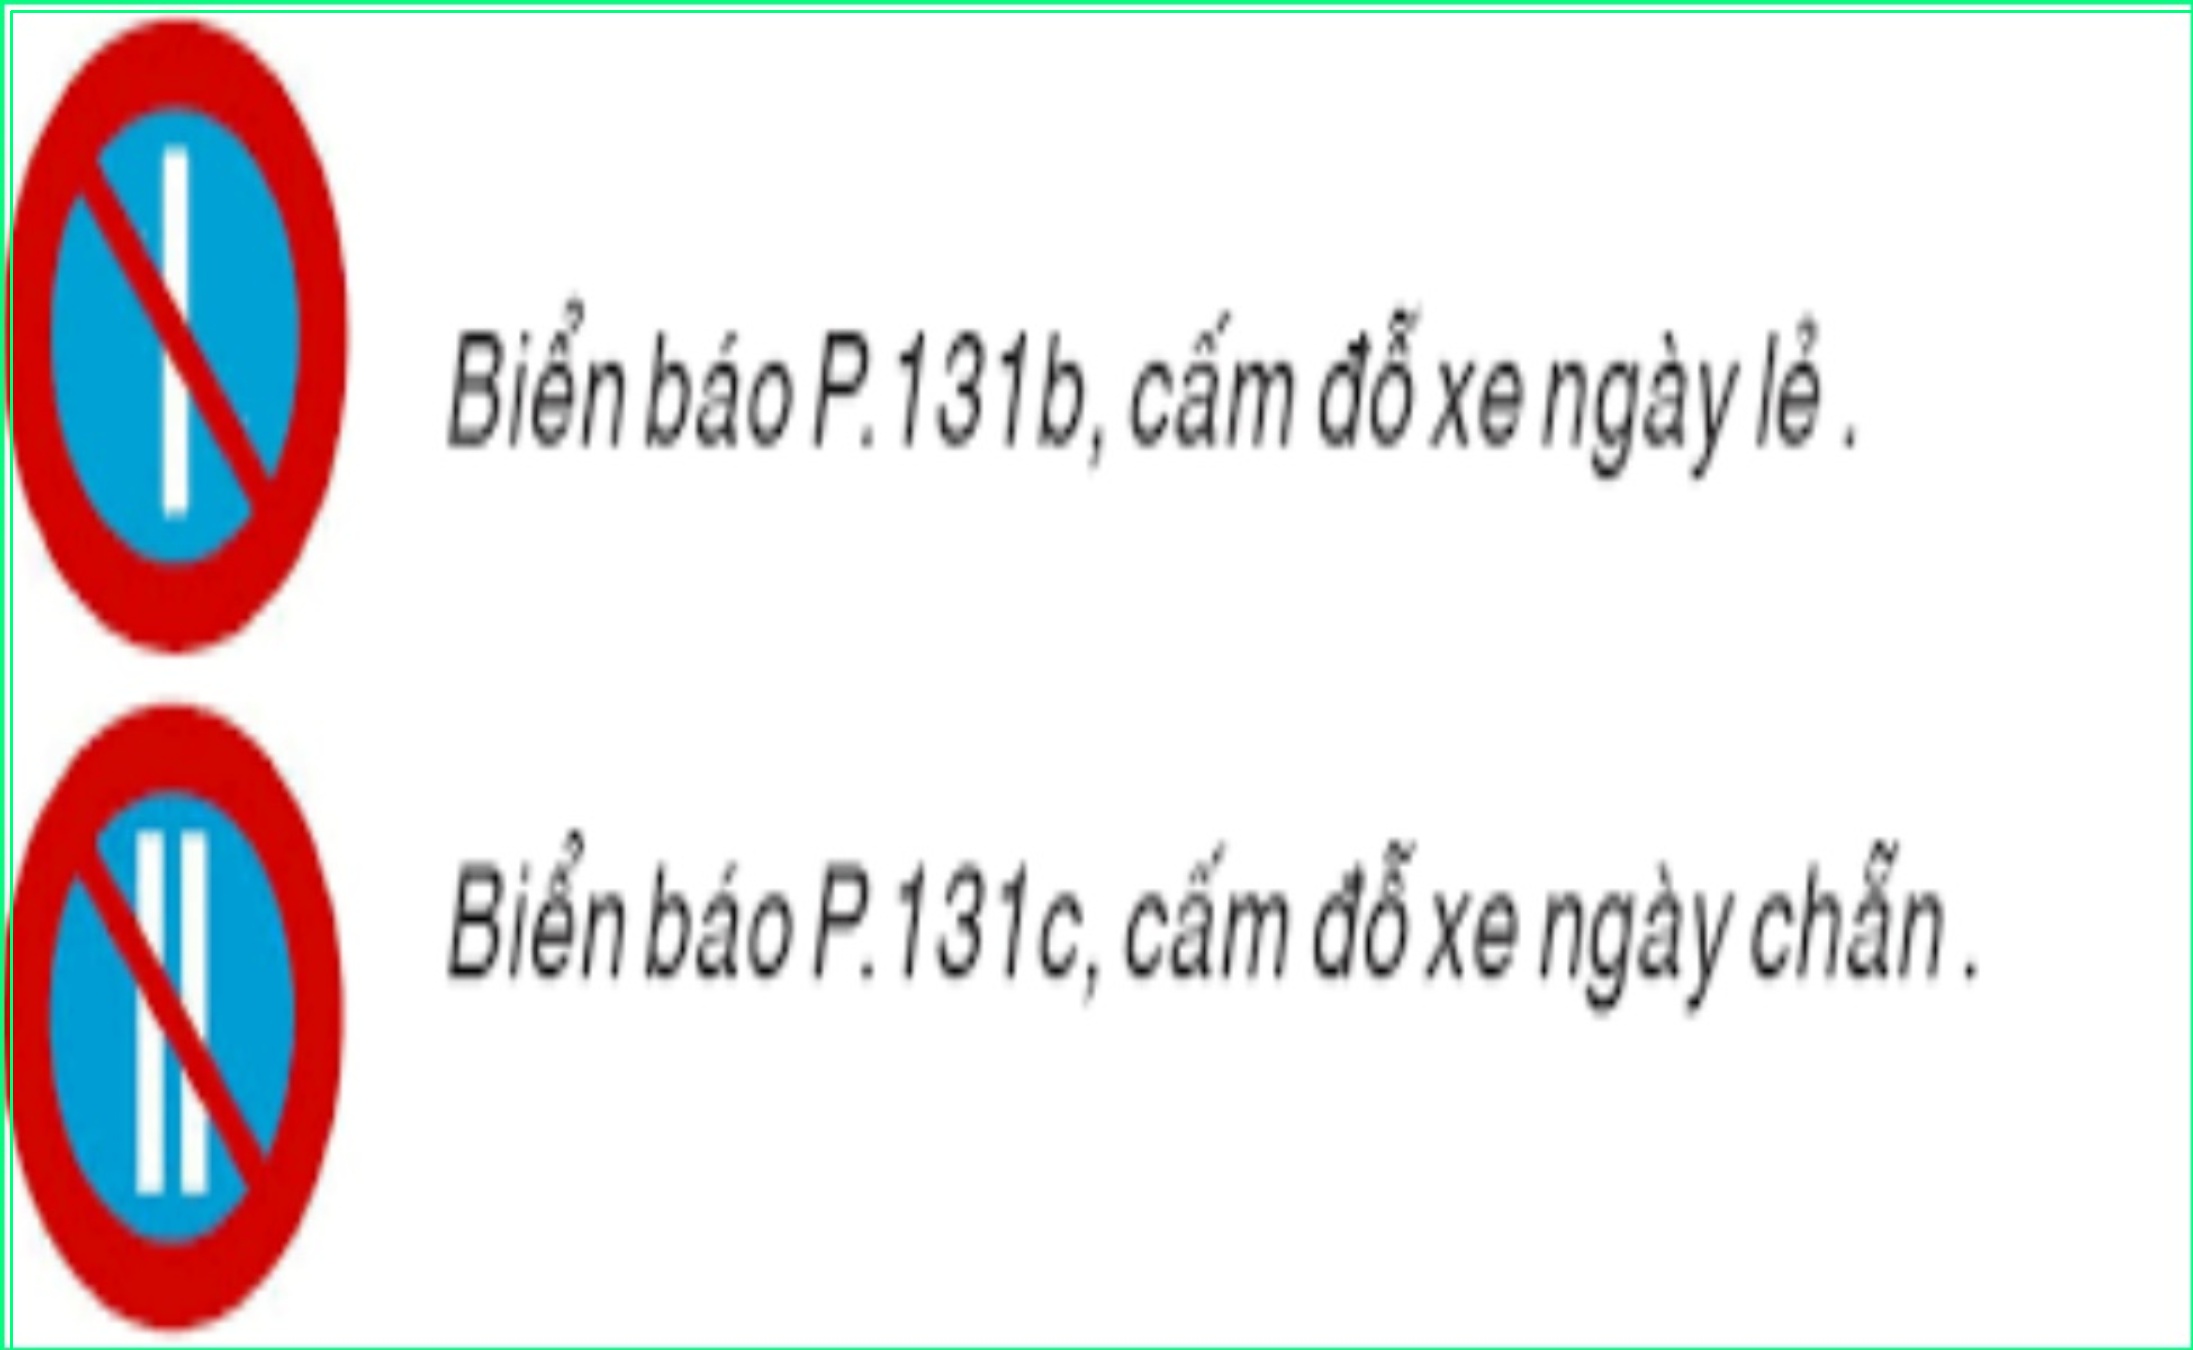 Biển báo P.131b, cấm đỗ xe ngày lẻ .
Biển báo P.131c, cấm đỗ xe ngày chẵn .